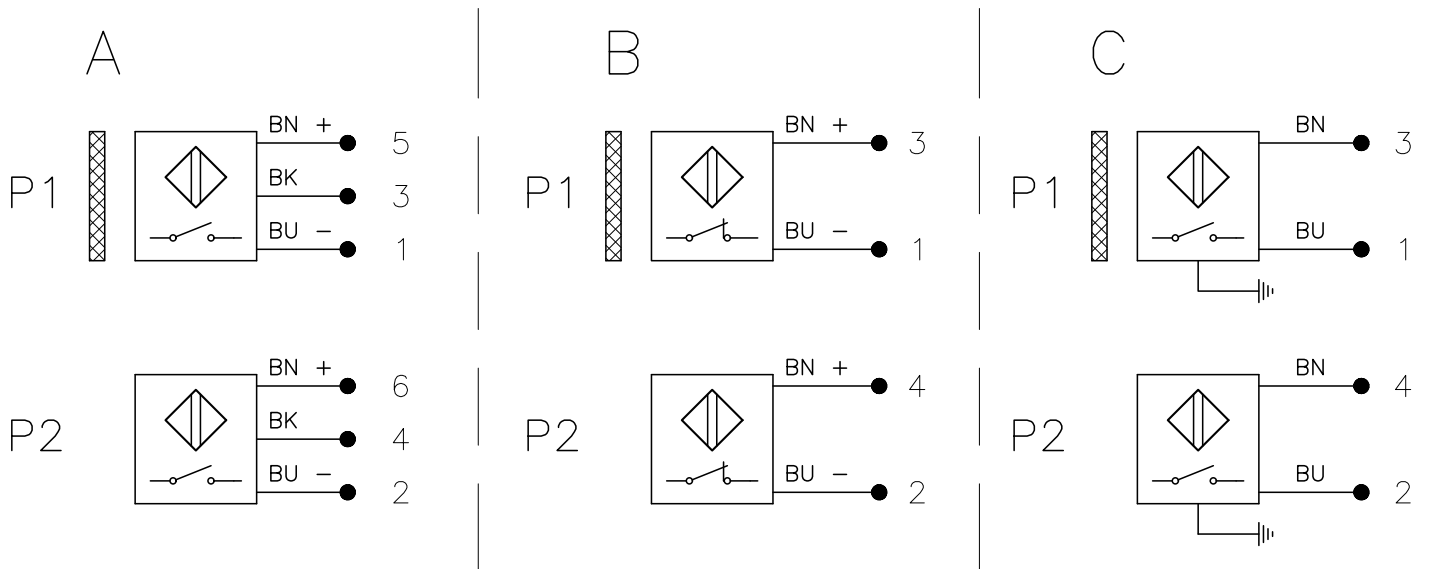 A B C
BN + 5 BN + 3 BN 3
P1 BK 3 P1 P1
BU - 1 BU - 1 BU 1
BN + 6 BN + 4 BN 4
P2 BK 4 P2 P2
BU - 2 BU - 2 BU 2